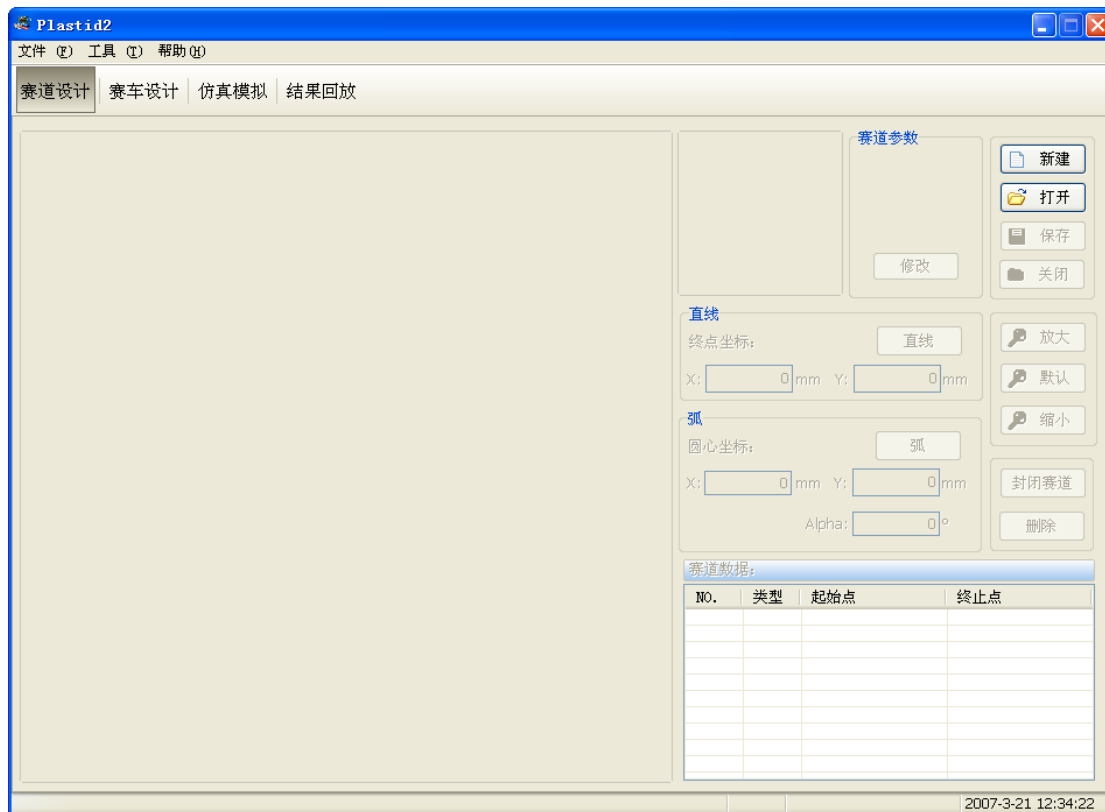 Plastid2
文件 (F) 工具 (T) 帮助(H)
赛道设计 赛车设计 仿真模拟 结果回放
赛道参数
修改
新建
打开
保存
关闭
直线
终点坐标: 直线
X: 0 mm Y: 0 mm
放大
默认
缩小
弧
圆心坐标: 弧
X: 0 mm Y: 0 mm
Alpha: 0 °
封闭赛道
删除
赛道数据:
NO. 类型 起始点 终止点
2007-3-21 12:34:22